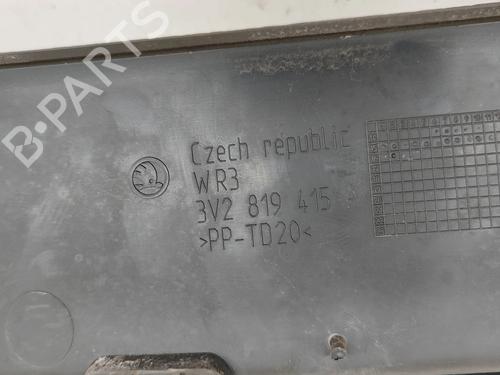 B-PARTS
Czech republic
WR3
3V2 819 415
>PP-TD20<